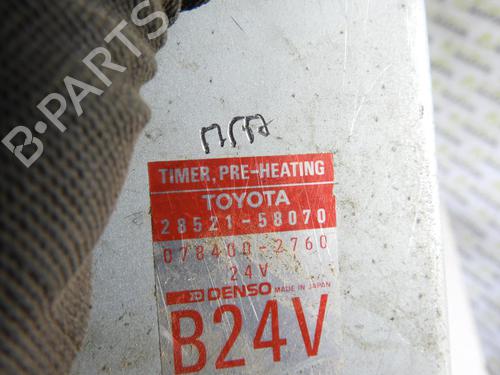 TIMER, PRE-HEATING
TOYOTA
28521-58070
078400-2760
24V
DENSO MADE IN JAPAN
B24V
B-PARTS